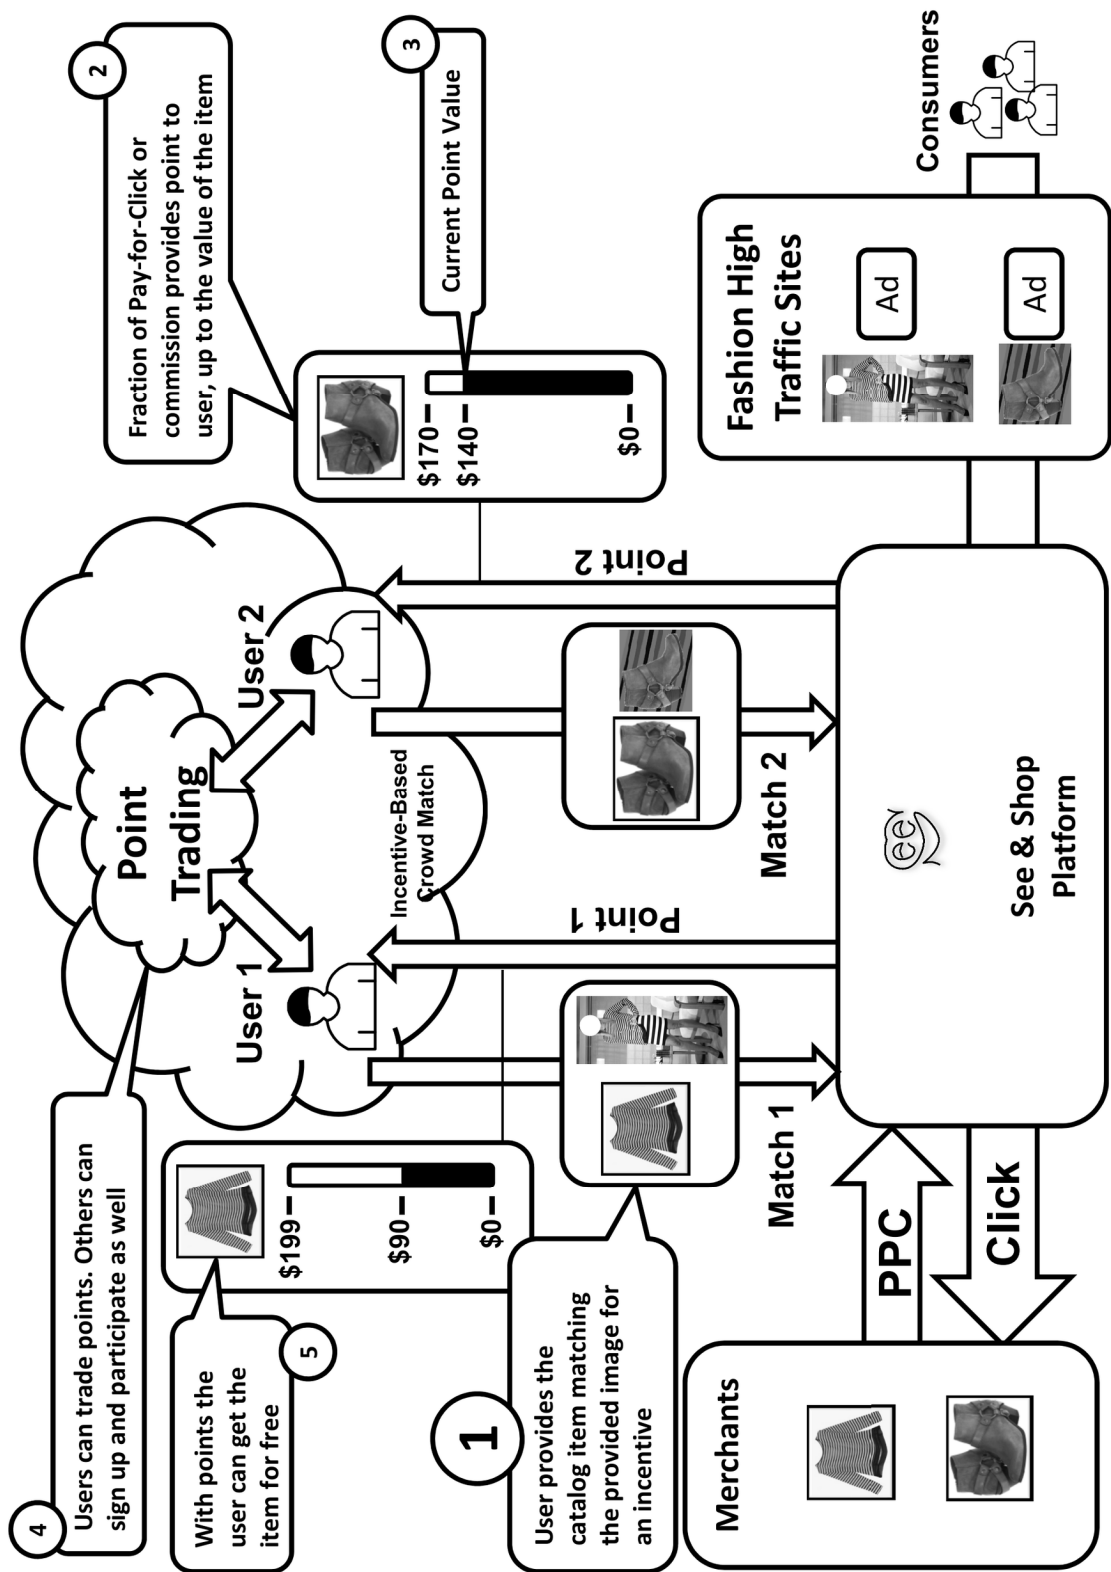 4
Users can trade points. Others can
sign up and participate as well
With points the
user can get the
item for free
5
$199
$90
$0
1
User provides the
catalog item matching
the provided image for
an incentive
Point
Trading
User 1
User 2
Incentive-Based
Crowd Match
2
Fraction of Pay-for-Click or
commission provides point to
user, up to the value of the item
3
Current Point Value
$170
$140
$0
Match 1
Point 1
Match 2
Point 2
Merchants
PPC
Click
See & Shop
Platform
Fashion High
Traffic Sites
Ad
Ad
Consumers